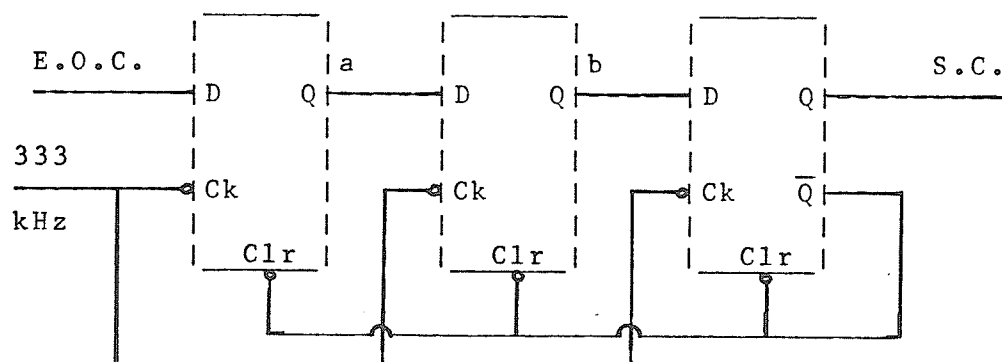 E.O.C. a b S.C.
D Q D Q D Q
333
Ck Ck Ck Q̅
kHz
Clr Clr Clr